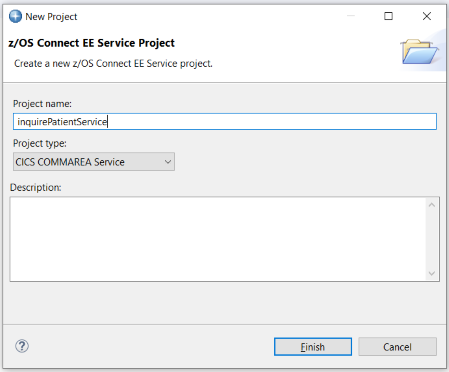 New Project
z/OS Connect EE Service Project
Create a new z/OS Connect EE Service project.
Project name:
inquirePatientService
Project type:
CICS COMMAREA Service
Description:
?
Finish
Cancel